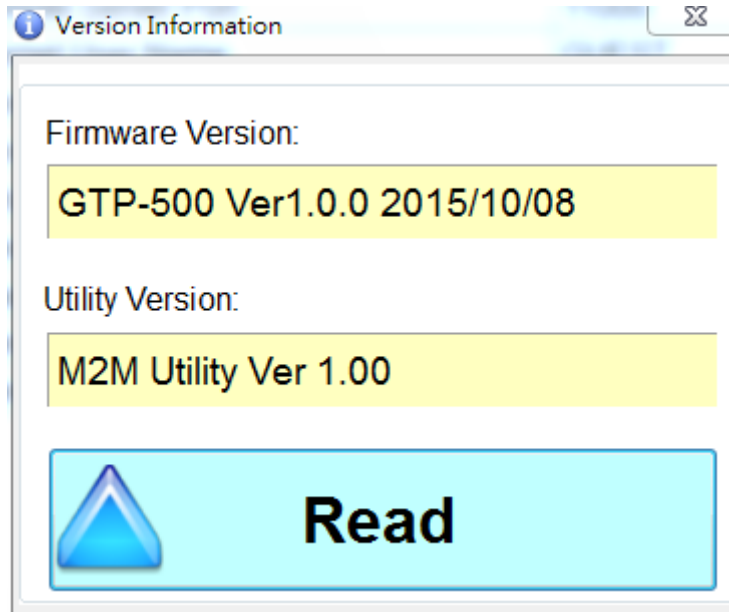 Version Information
Firmware Version:
GTP-500 Ver1.0.0 2015/10/08
Utility Version:
M2M Utility Ver 1.00
Read